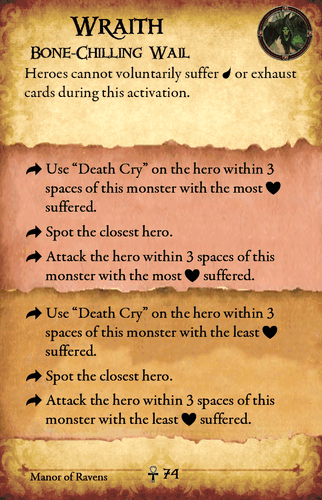 Wraith
Bone-Chilling Wail
Heroes cannot voluntarily suffer or exhaust
cards during this activation.
Use “Death Cry” on the hero within 3
spaces of this monster with the most
suffered.
Spot the closest hero.
Attack the hero within 3 spaces of this
monster with the most suffered.
Use “Death Cry” on the hero within 3
spaces of this monster with the least
suffered.
Spot the closest hero.
Attack the hero within 3 spaces of this
monster with the least suffered.
Manor of Ravens 74